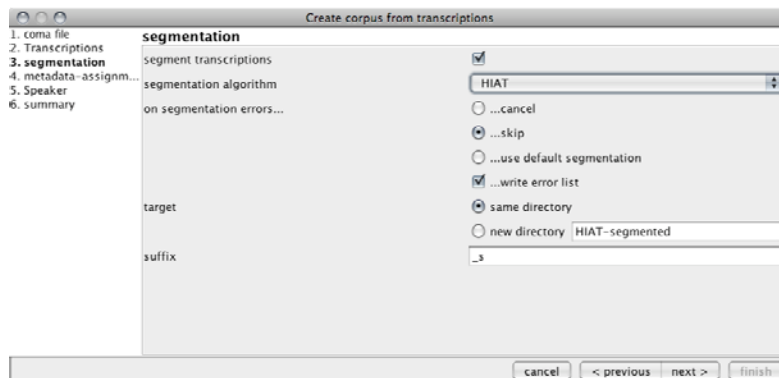 Create corpus from transcriptions
1. coma file
2. Transcriptions
3. segmentation
4. metadata-assignm...
5. Speaker
6. summary
segmentation
segment transcriptions
segmentation algorithm HIAT
on segmentation errors... ...cancel
...skip
...use default segmentation
...write error list
target same directory
new directory HIAT-segmented
suffix _s
cancel < previous next > finish